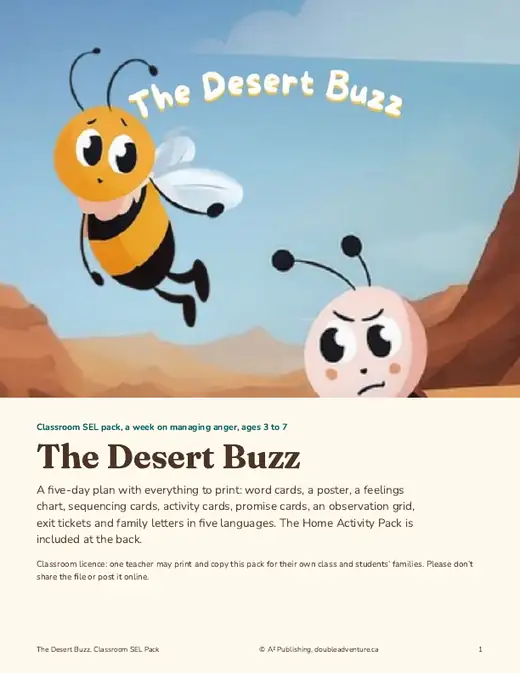 The Desert Buzz
Classroom SEL pack, a week on managing anger, ages 3 to 7
The Desert Buzz
A five-day plan with everything to print: word cards, a poster, a feelings
chart, sequencing cards, activity cards, promise cards, an observation grid,
exit tickets and family letters in five languages. The Home Activity Pack is
included at the back.
Classroom licence: one teacher may print and copy this pack for their own class and students' families. Please don't
share the file or post it online.
The Desert Buzz, Classroom SEL Pack
© A² Publishing, doubleadventure.ca
1